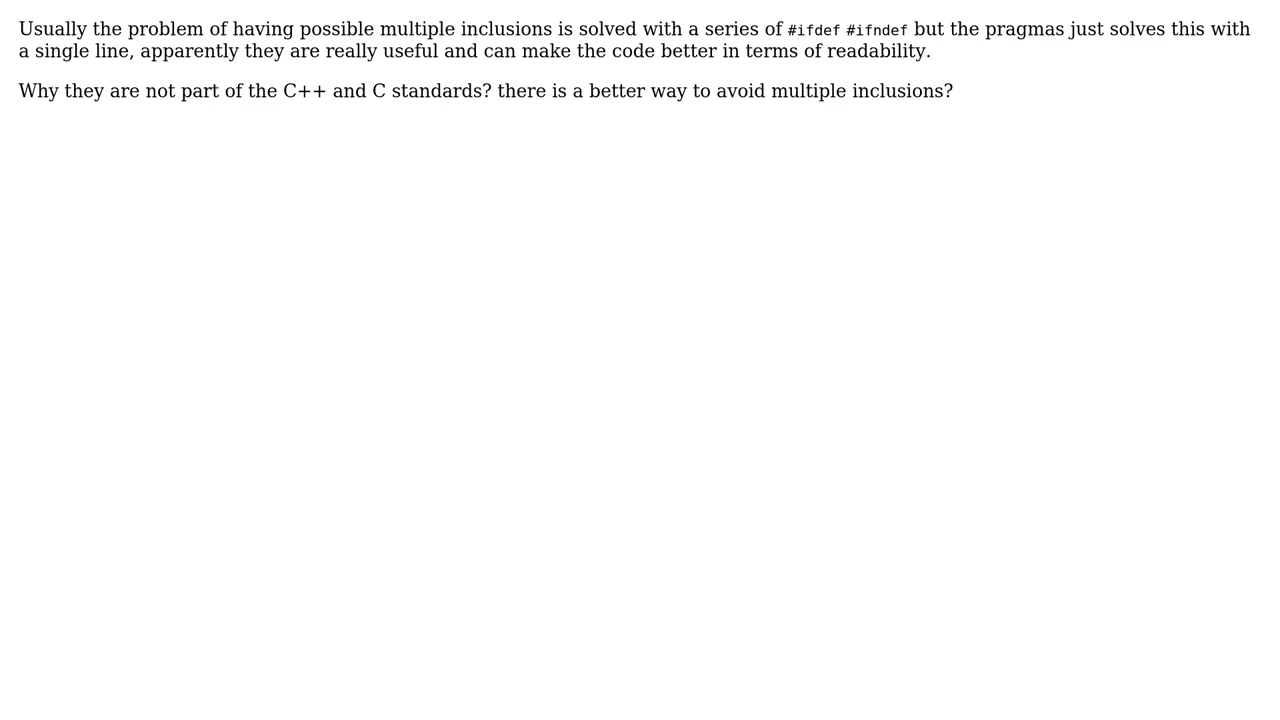 Usually the problem of having possible multiple inclusions is solved with a series of #ifdef #ifndef but the pragmas just solves this with
a single line, apparently they are really useful and can make the code better in terms of readability.
Why they are not part of the C++ and C standards? there is a better way to avoid multiple inclusions?